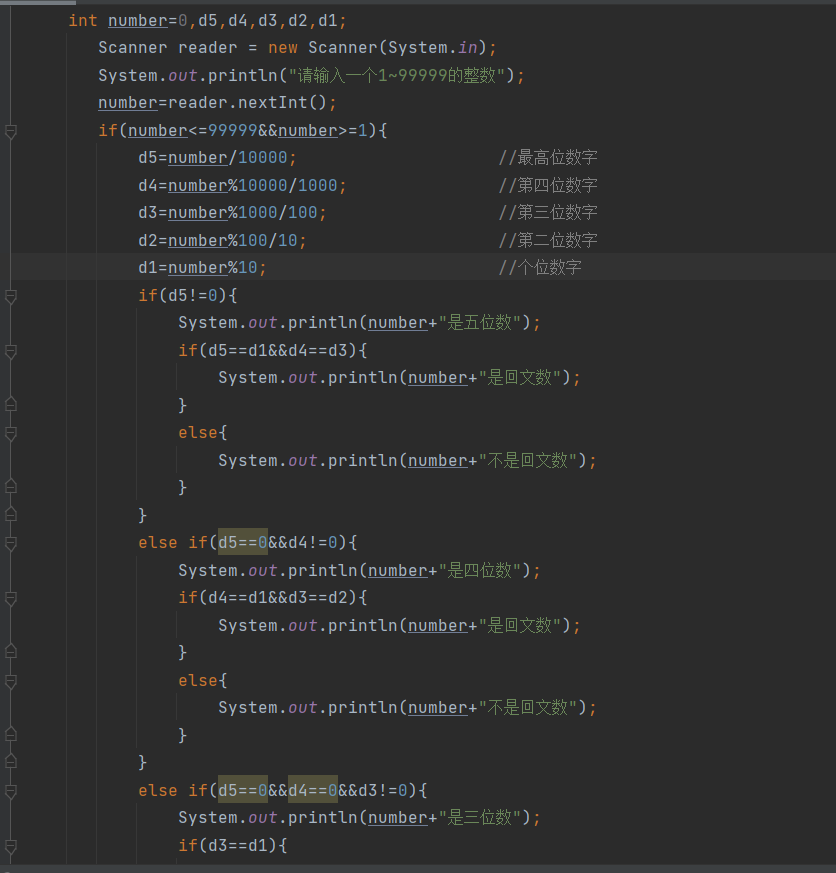 int number=0,d5,d4,d3,d2,d1;
Scanner reader = new Scanner(System.in);
System.out.println("请输入一个1~99999的整数");
number=reader.nextInt();
if(number<=99999&&number>=1){
d5=number/10000; //最高位数字
d4=number%10000/1000; //第四位数字
d3=number%1000/100; //第三位数字
d2=number%100/10; //第二位数字
d1=number%10; //个位数字
if(d5!=0){
System.out.println(number+"是五位数");
if(d5==d1&&d4==d3){
System.out.println(number+"是回文数");
}
else{
System.out.println(number+"不是回文数");
}
}
else if(d5==0&&d4!=0){
System.out.println(number+"是四位数");
if(d4==d1&&d3==d2){
System.out.println(number+"是回文数");
}
else{
System.out.println(number+"不是回文数");
}
}
else if(d5==0&&d4==0&&d3!=0){
System.out.println(number+"是三位数");
if(d3==d1){